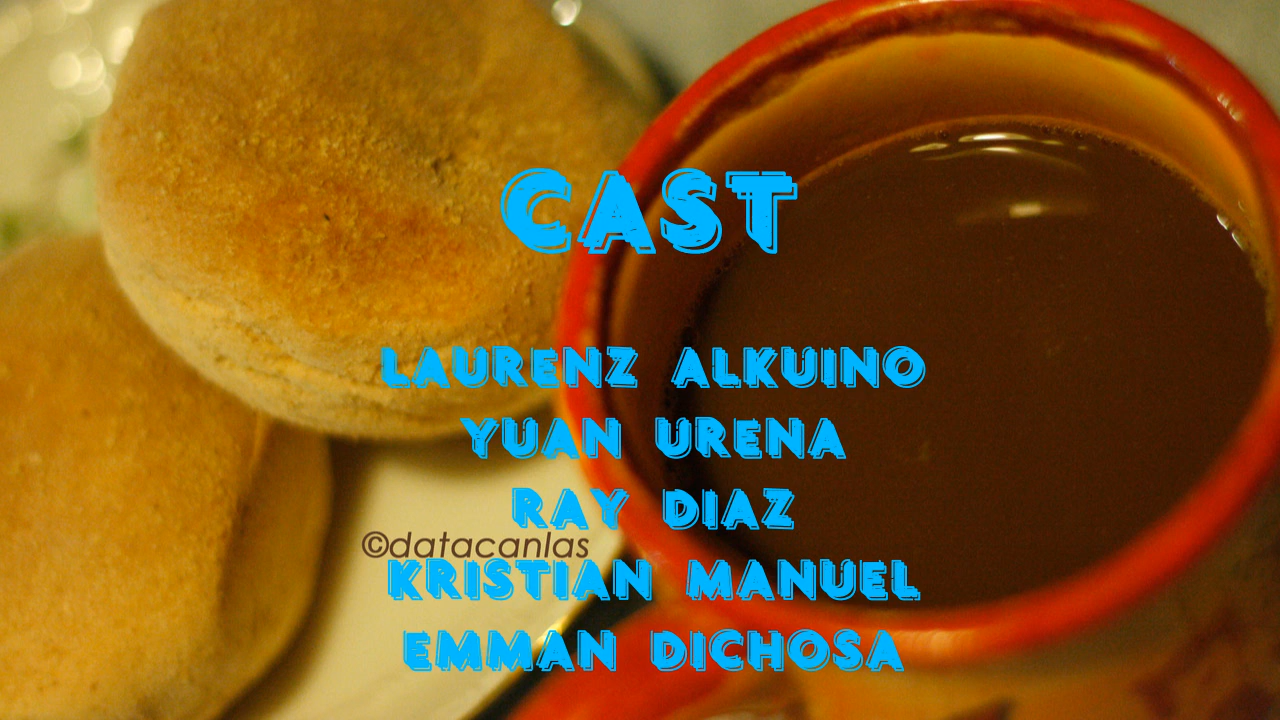 CAST
LAURENZ ALKUINO
YUAN URENA
RAY DIAZ
©datacanlas
KRISTIAN MANUEL
EMMAN DICHOSA